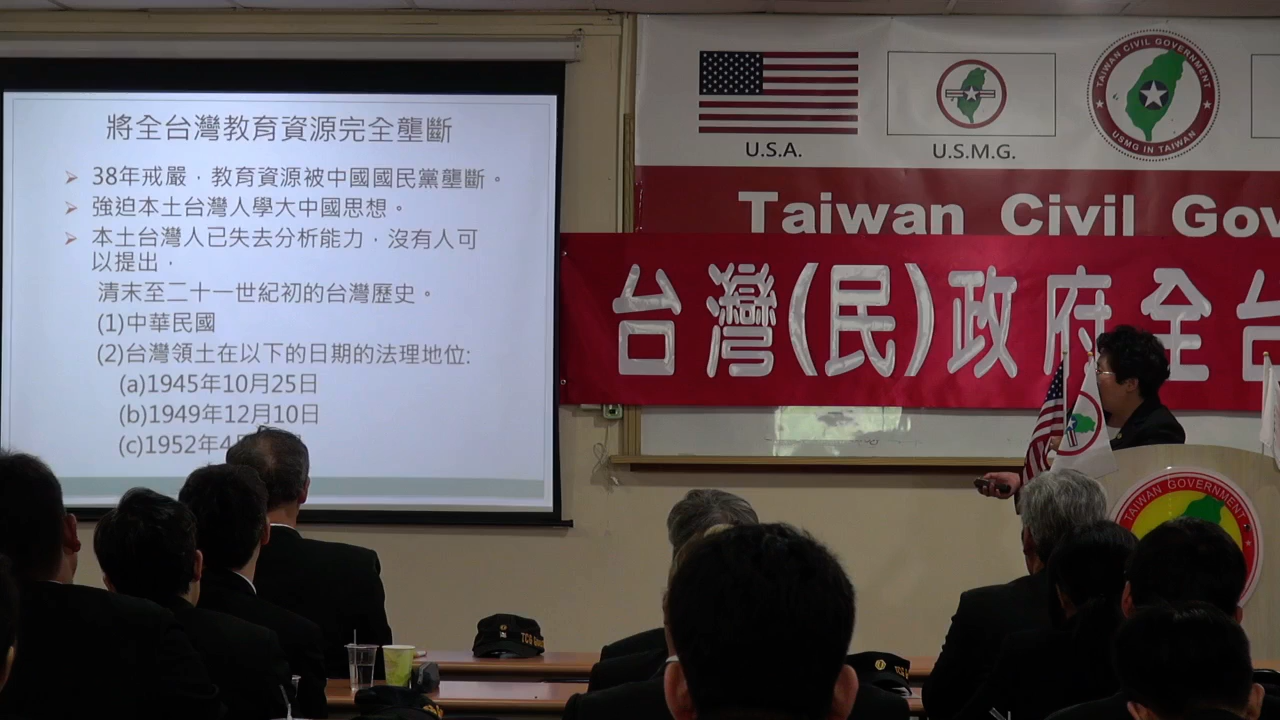 將全台灣教育資源完全壟斷
➤ 38年戒嚴，教育資源被中國國民黨壟斷。
➤ 強迫本土台灣人學大中國思想。
➤ 本土台灣人已失去分析能力，沒有人可
以提出，
清末至二十一世紀初的台灣歷史。
(1)中華民國
(2)台灣領土在以下的日期的法理地位:
(a)1945年10月25日
(b)1949年12月10日
(c)1952年4
U.S.A.
U.S.M.G.
TAIWAN CIVIL GOVERNMENT
USMG IN TAIWAN
Taiwan Civil Gov
台灣(民)政府全台
TAIWAN GOVERNMENT
TCG
TCG